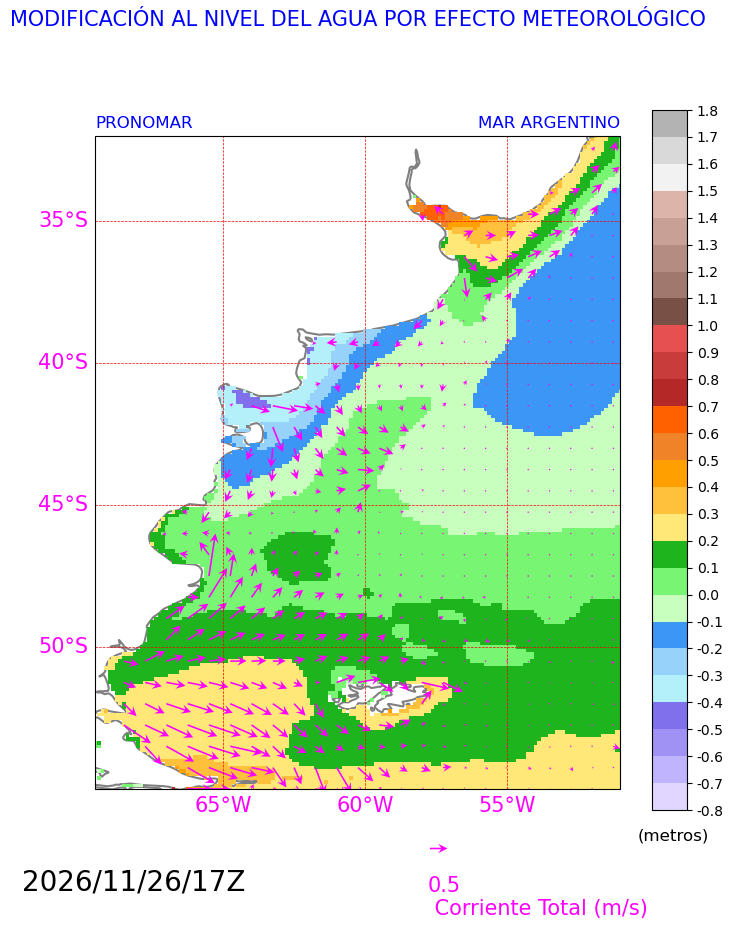 MODIFICACIÓN AL NIVEL DEL AGUA POR EFECTO METEOROLÓGICO
PRONOMAR
MAR ARGENTINO
1.8
1.7
1.6
1.5
1.4
1.3
1.2
1.1
1.0
0.9
0.8
0.7
0.6
0.5
0.4
0.3
0.2
0.1
0.0
-0.1
-0.2
-0.3
-0.4
-0.5
-0.6
-0.7
-0.8
(metros)
35°S
40°S
45°S
50°S
65°W
60°W
55°W
2026/11/26/17Z
0.5
Corriente Total (m/s)